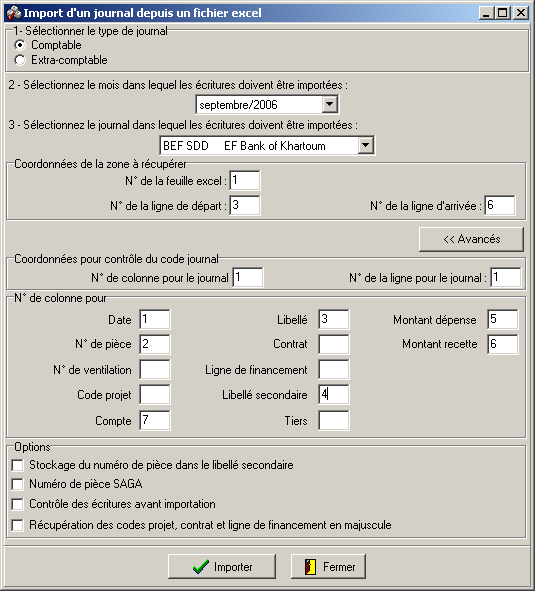 Import d'un journal depuis un fichier excel
1- Sélectionner le type de journal
Comptable
Extra-comptable
2 - Sélectionnez le mois dans lequel les écritures doivent être importées :
septembre/2006
3 - Sélectionnez le journal dans lequel les écritures doivent être importées :
BEF SDD EF Bank of Khartoum
Coordonnées de la zone à récupérer
N° de la feuille excel : 1
N° de la ligne de départ : 3 N° de la ligne d'arrivée : 6
<< Avancés
Coordonnées pour contrôle du code journal
N° de colonne pour le journal 1 N° de la ligne pour le journal : 1
N° de colonne pour
Date 1 Libellé 3 Montant dépense 5
N° de pièce 2 Contrat Montant recette 6
N° de ventilation Ligne de financement
Code projet Libellé secondaire 4
Compte 7 Tiers
Options
Stockage du numéro de pièce dans le libellé secondaire
Numéro de pièce SAGA
Contrôle des écritures avant importation
Récupération des codes projet, contrat et ligne de financement en majuscule
Importer Fermer